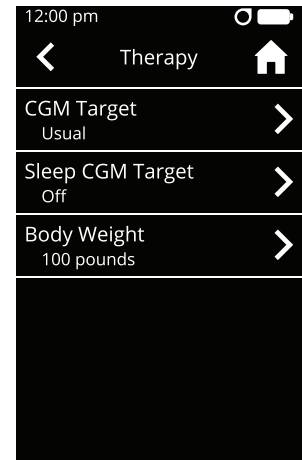 12:00 pm
Therapy
CGM Target
Usual
Sleep CGM Target
Off
Body Weight
100 pounds